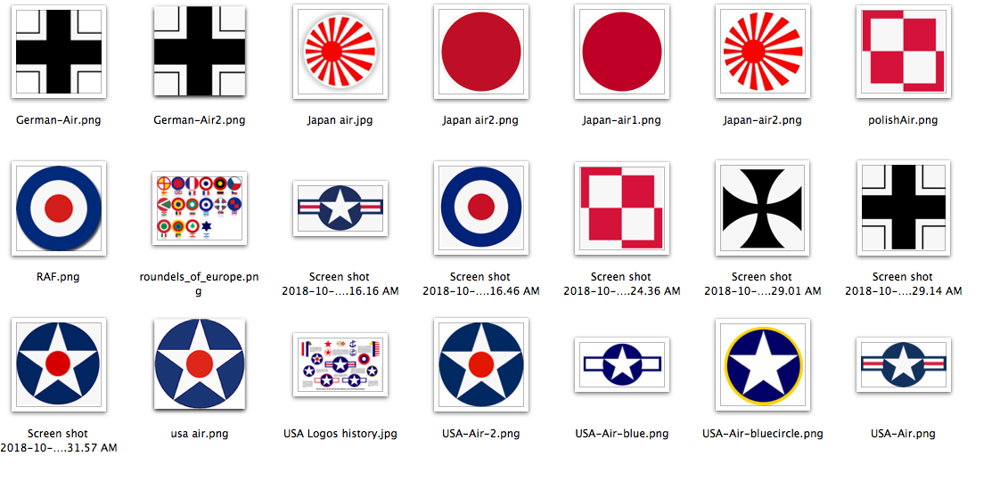 German-Air.png
German-Air2.png
Japan air.jpg
Japan air2.png
Japan-air1.png
Japan-air2.png
polishAir.png
RAF.png
roundels_of_europe.pn
g
Screen shot
2018-10-....16.16 AM
Screen shot
2018-10-....16.46 AM
Screen shot
2018-10-....24.36 AM
Screen shot
2018-10-....29.01 AM
Screen shot
2018-10-....29.14 AM
Screen shot
2018-10-....31.57 AM
usa air.png
USA Logos history.jpg
USA-Air-2.png
USA-Air-blue.png
USA-Air-bluecircle.png
USA-Air.png